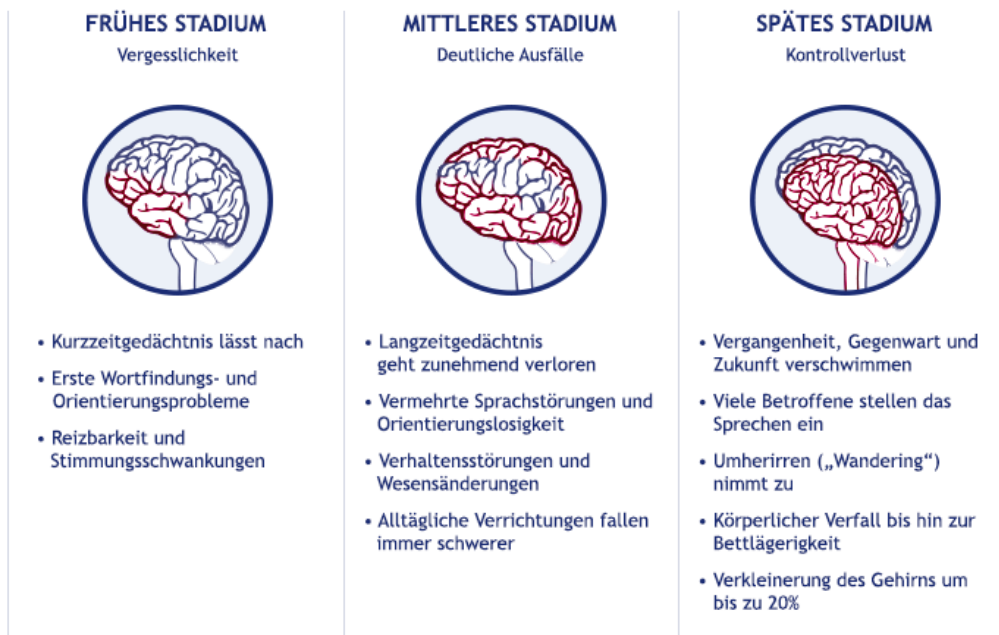 FRÜHES STADIUM
Vergesslichkeit
• Kurzzeitgedächtnis lässt nach
• Erste Wortfindungs- und
Orientierungsprobleme
• Reizbarkeit und
Stimmungsschwankungen
MITTLERES STADIUM
Deutliche Ausfälle
• Langzeitgedächtnis
geht zunehmend verloren
• Vermehrte Sprachstörungen und
Orientierungslosigkeit
• Verhaltensstörungen und
Wesensänderungen
• Alltägliche Verrichtungen fallen
immer schwerer
SPÄTES STADIUM
Kontrollverlust
• Vergangenheit, Gegenwart und
Zukunft verschwimmen
• Viele Betroffene stellen das
Sprechen ein
• Umherirren („Wandering“)
nimmt zu
• Körperlicher Verfall bis hin zur
Bettlägerigkeit
• Verkleinerung des Gehirns um
bis zu 20%